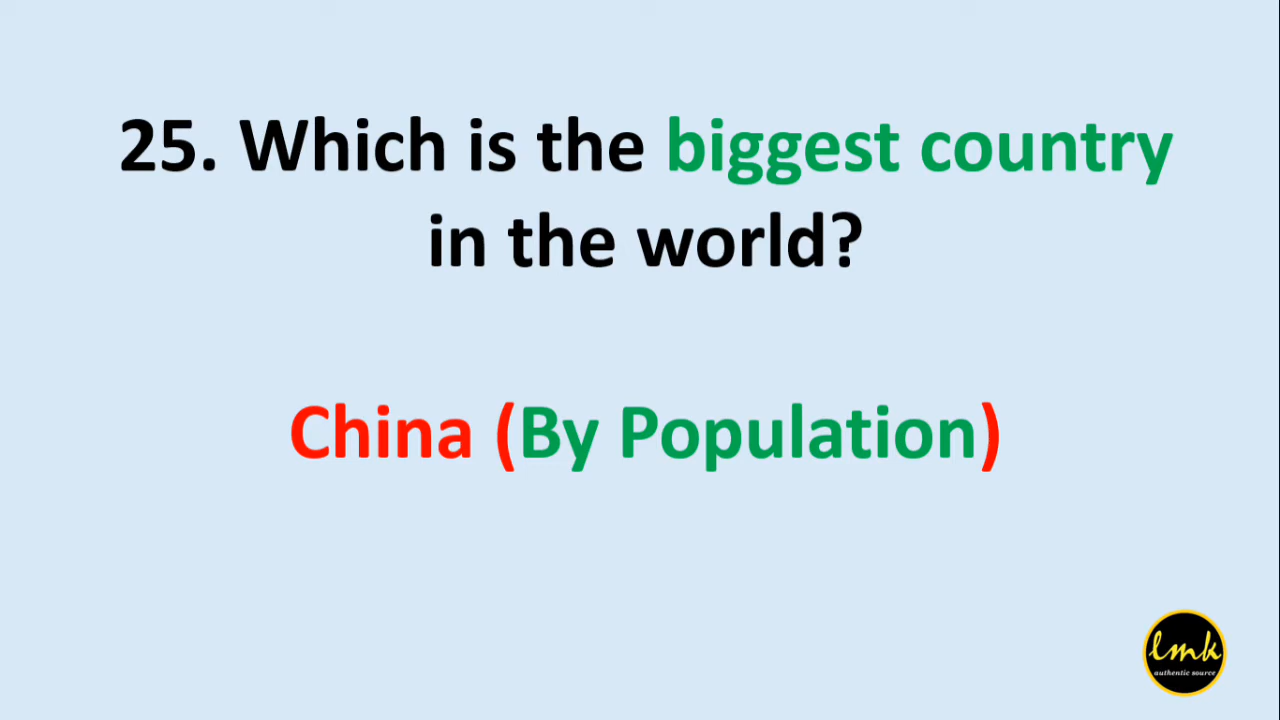 25. Which is the biggest country
in the world?
China (By Population)
lmk
authentic source